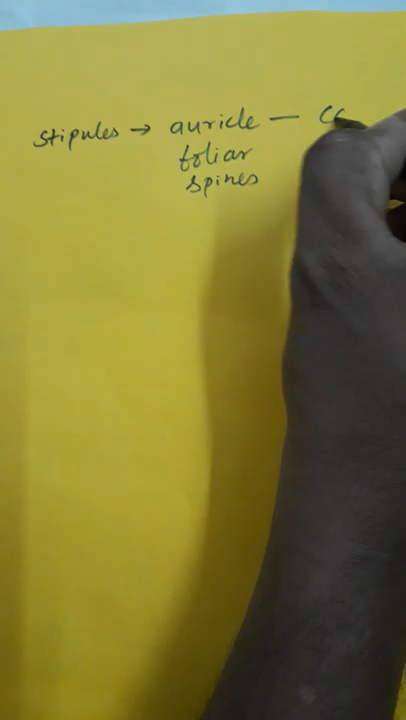 stipules → auricle —
foliar
spines